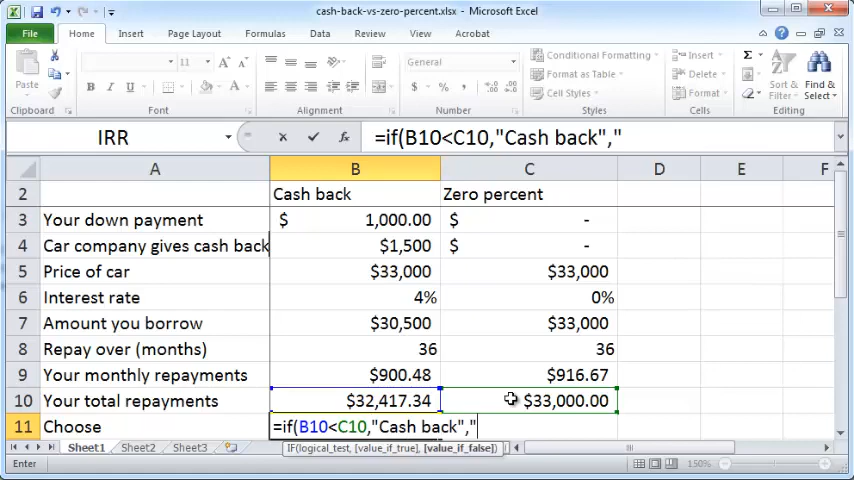 cash-back-vs-zero-percent.xlsx - Microsoft Excel
File Home Insert Page Layout Formulas Data Review View Acrobat
Paste
11
General
Conditional Formatting
Format as Table
Cell Styles
Insert
Delete
Format
Sort & Filter
Find & Select
Clipboard Font Alignment Number Styles Cells Editing
IRR =if(B10<C10,"Cash back","
A B C D E F
2 Cash back Zero percent
3 Your down payment $ 1,000.00 $ -
4 Car company gives cash back $1,500 $ -
5 Price of car $33,000 $33,000
6 Interest rate 4% 0%
7 Amount you borrow $30,500 $33,000
8 Repay over (months) 36 36
9 Your monthly repayments $900.48 $916.67
10 Your total repayments $32,417.34 $33,000.00
11 Choose =if(B10<C10,"Cash back","
Sheet1 Sheet2 Sheet3
IF(logical_test, [value_if_true], [value_if_false])
Enter 150%